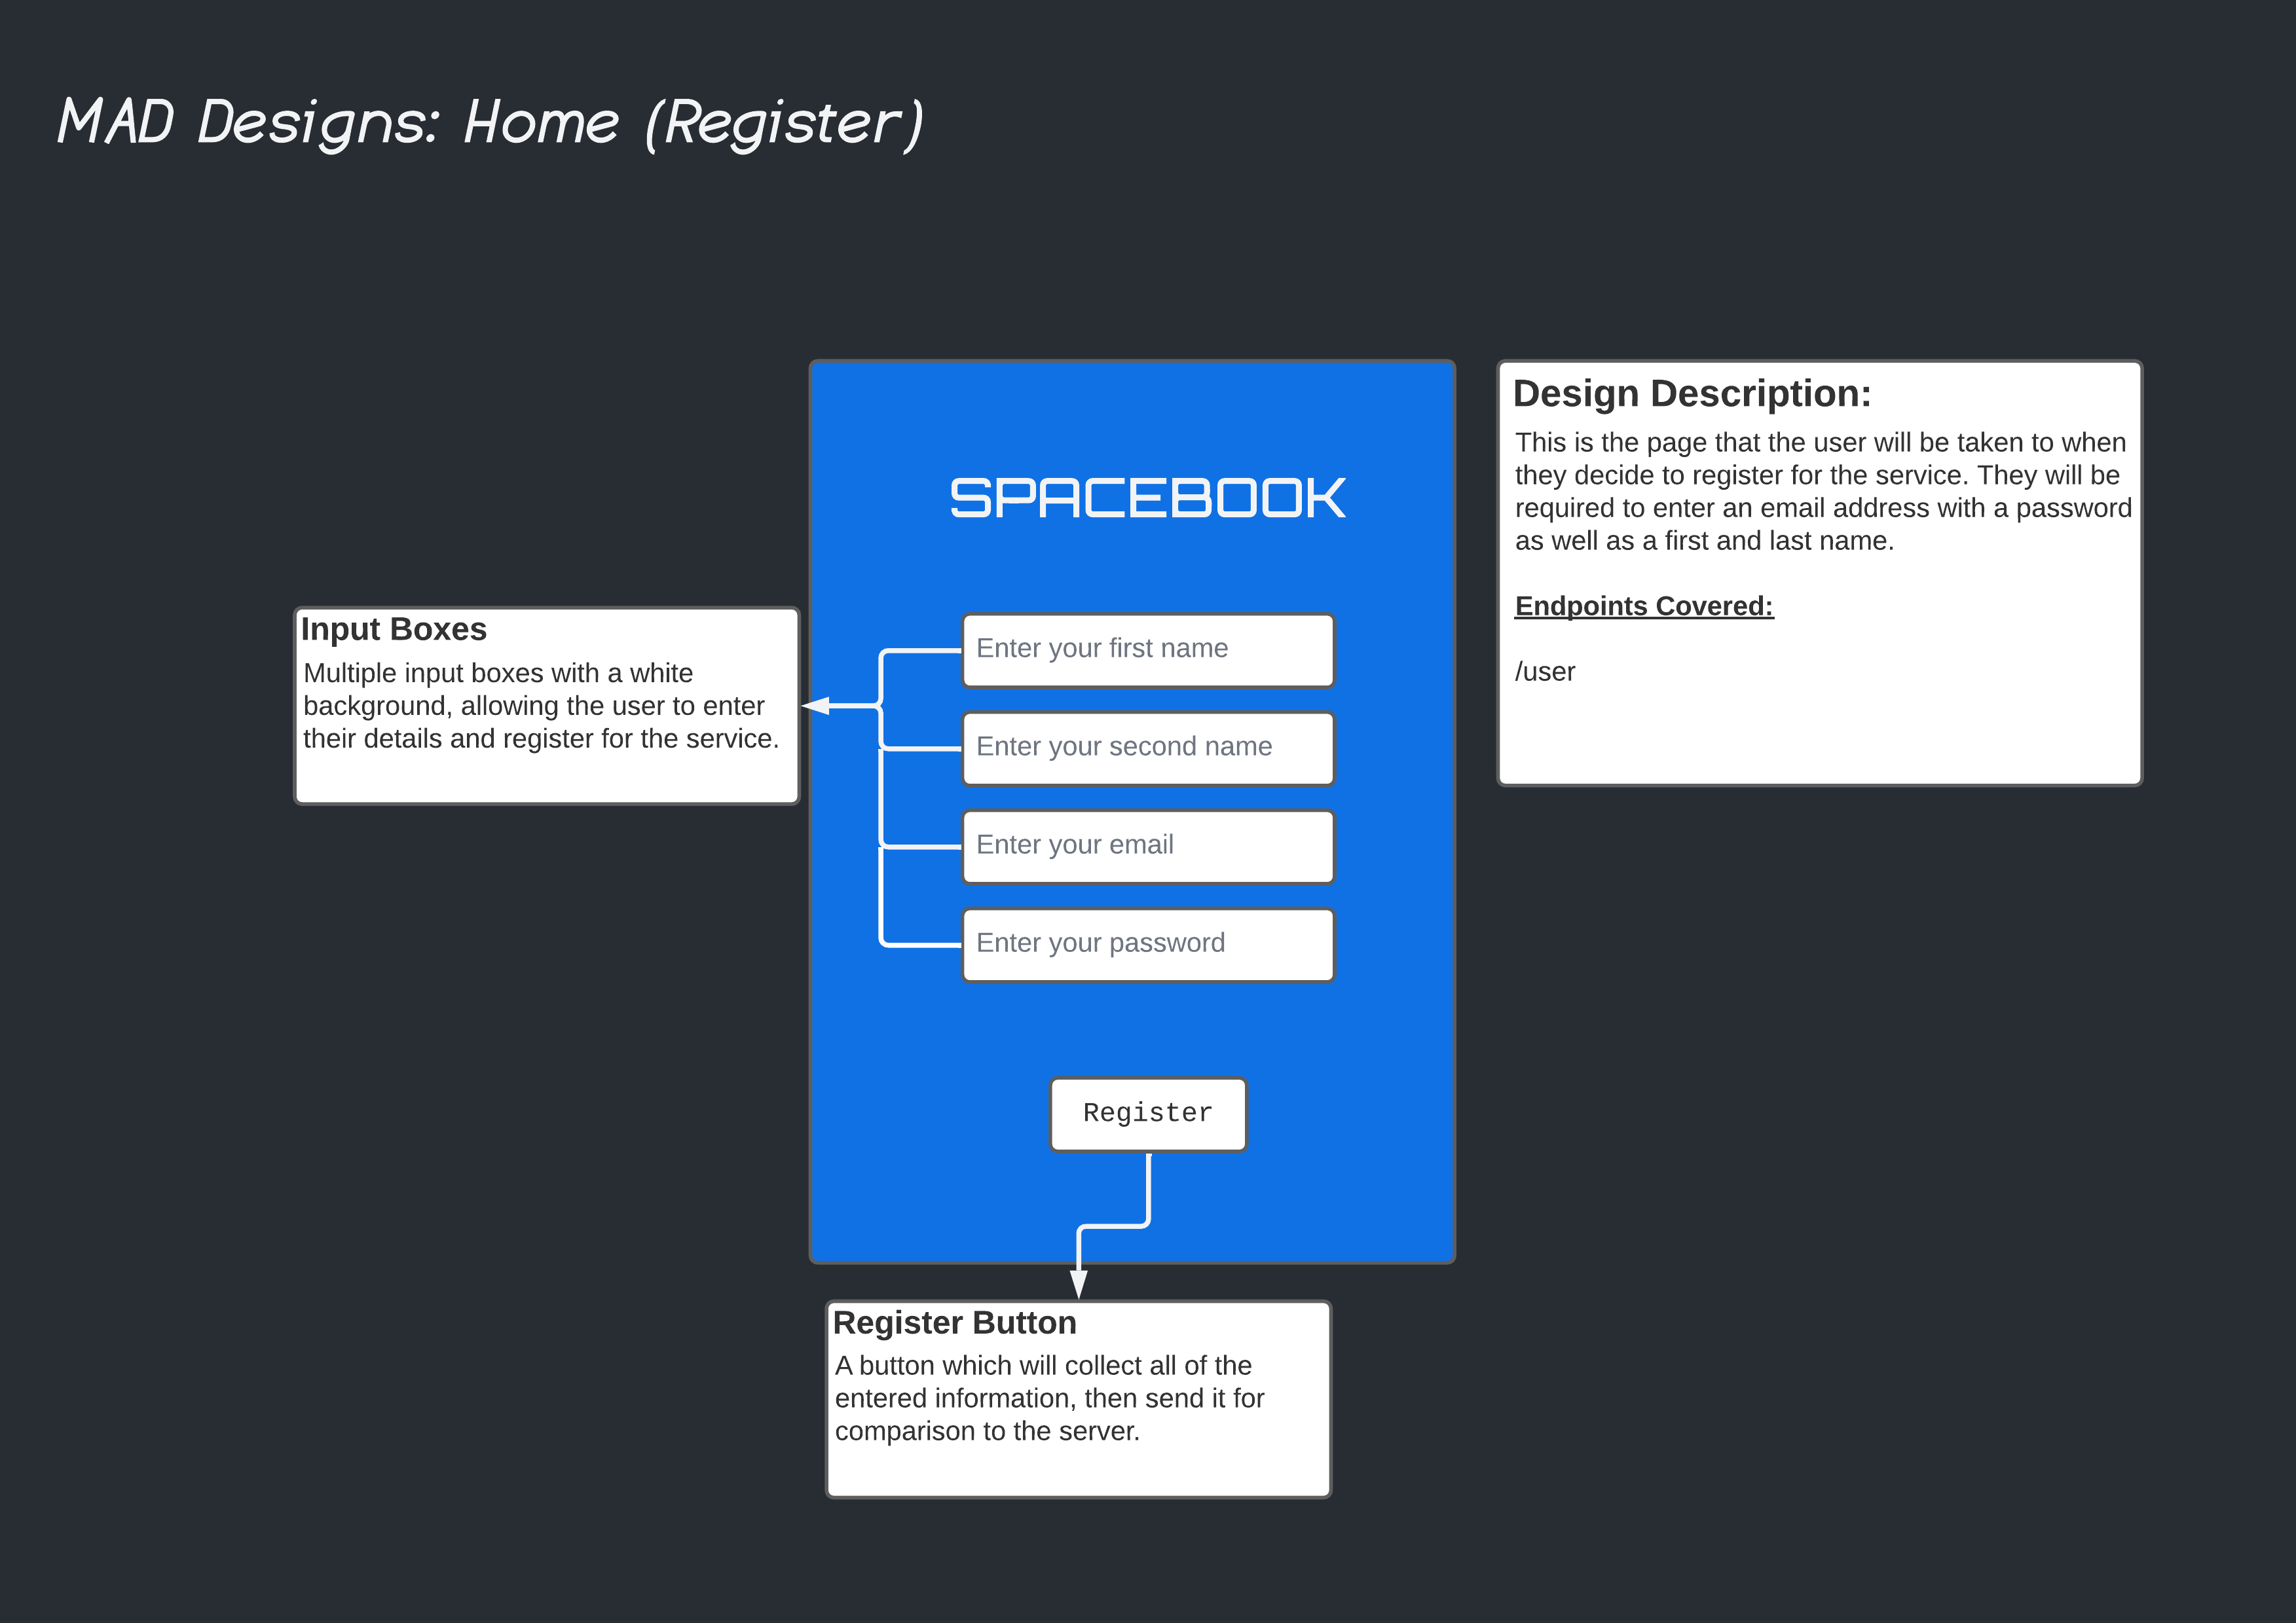 MAD Designs: Home (Register)
SPACEBOOK
Design Description:
This is the page that the user will be taken to when
they decide to register for the service. They will be
required to enter an email address with a password
as well as a first and last name.
Endpoints Covered:
/user
Input Boxes
Multiple input boxes with a white
background, allowing the user to enter
their details and register for the service.
Enter your first name
Enter your second name
Enter your email
Enter your password
Register
Register Button
A button which will collect all of the
entered information, then send it for
comparison to the server.